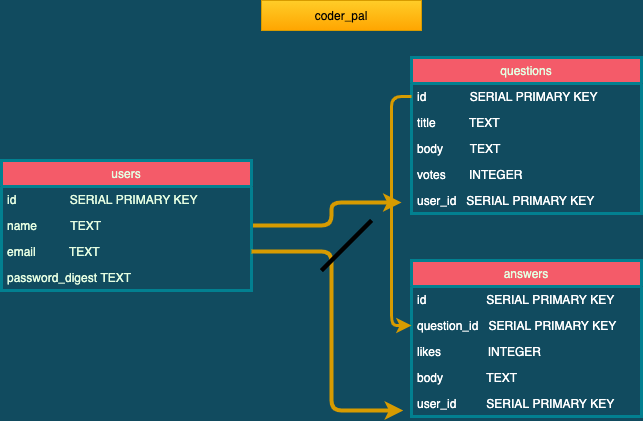 coder_pal
questions
id SERIAL PRIMARY KEY
title TEXT
body TEXT
votes INTEGER
user_id SERIAL PRIMARY KEY
users
id SERIAL PRIMARY KEY
name TEXT
email TEXT
password_digest TEXT
answers
id SERIAL PRIMARY KEY
question_id SERIAL PRIMARY KEY
likes INTEGER
body TEXT
user_id SERIAL PRIMARY KEY